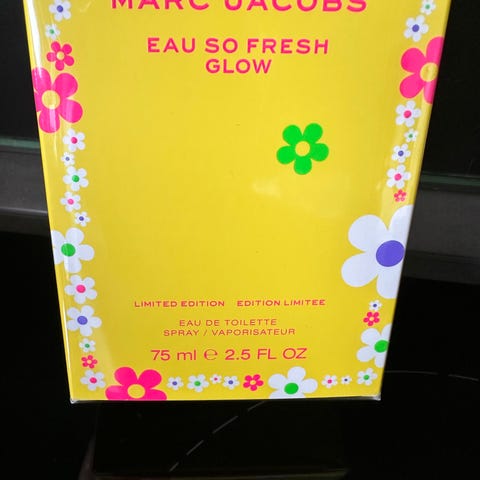 MARC JACOBS
EAU SO FRESH
GLOW
LIMITED EDITION EDITION LIMITEE
EAU DE TOILETTE
SPRAY / VAPORISATEUR
75 ml ℮ 2.5 FL OZ